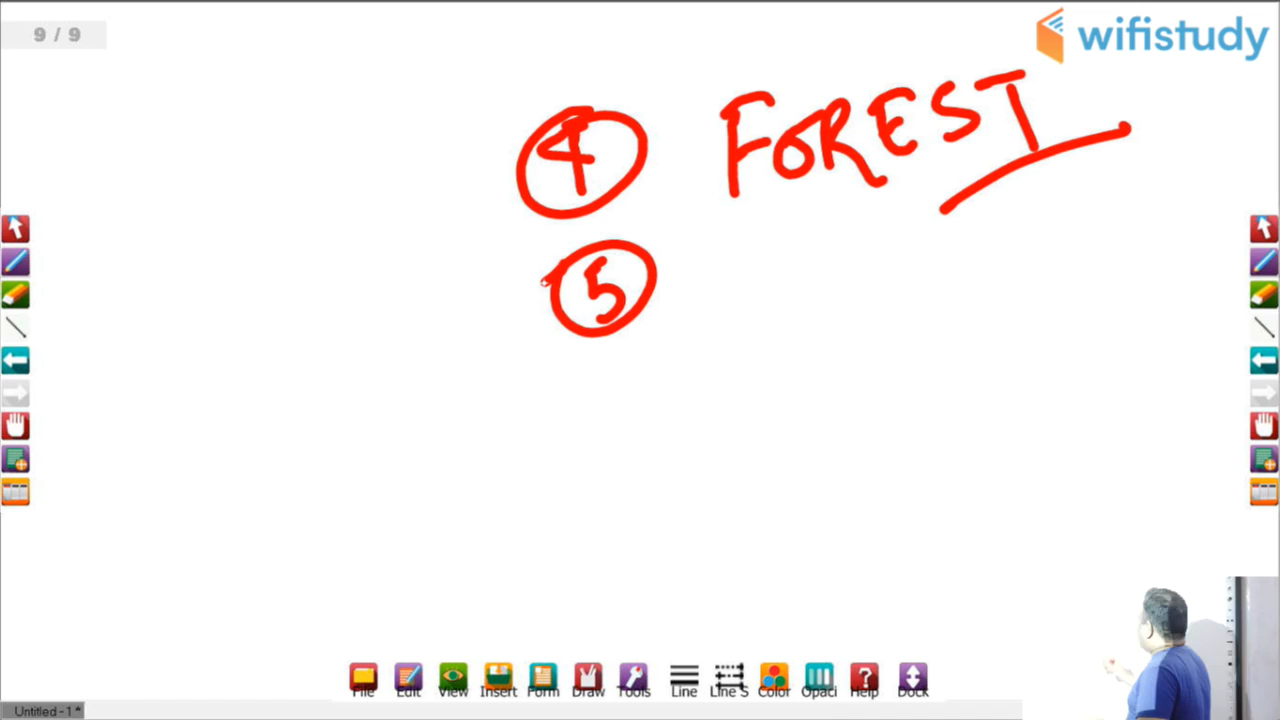 9 / 9
wifistudy
4 FOREST
5
File Edit View Insert Form Draw Tools Line Line S Color Opaci Help Dock
Untitled - 1 *